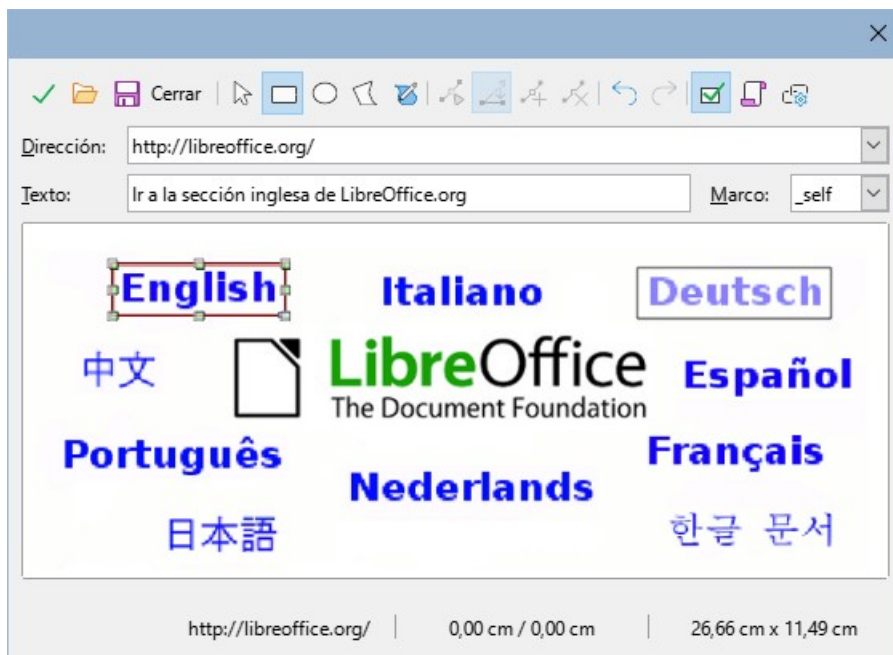 Cerrar
Dirección: http://libreoffice.org/
Texto: Ir a la sección inglesa de LibreOffice.org Marco: _self
English Italiano Deutsch
中文 LibreOffice Español
The Document Foundation
Português Nederlands Français
日本語 한글 문서
http://libreoffice.org/ 0,00 cm / 0,00 cm 26,66 cm x 11,49 cm